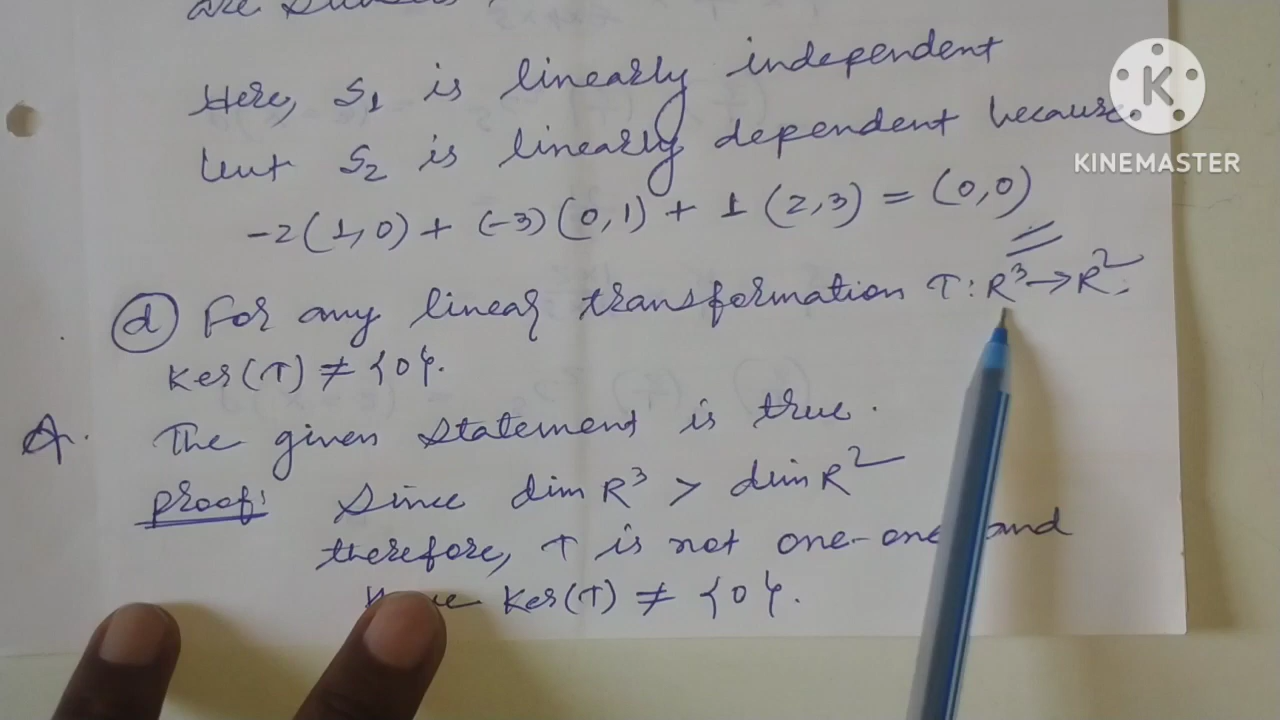 are subsets
Here, S1 is linearly independent
but S2 is linearly dependent because
-2(1,0) + (-3)(0,1) + 1(2,3) = (0,0)
(d) For any linear transformation T: R³→R²;
Ker(T) ≠ {0}.
A. The given statement is true.
proof: Since dim R³ > dim R²
therefore, T is not one-one and
Ker(T) ≠ {0}.
K
KINEMASTER